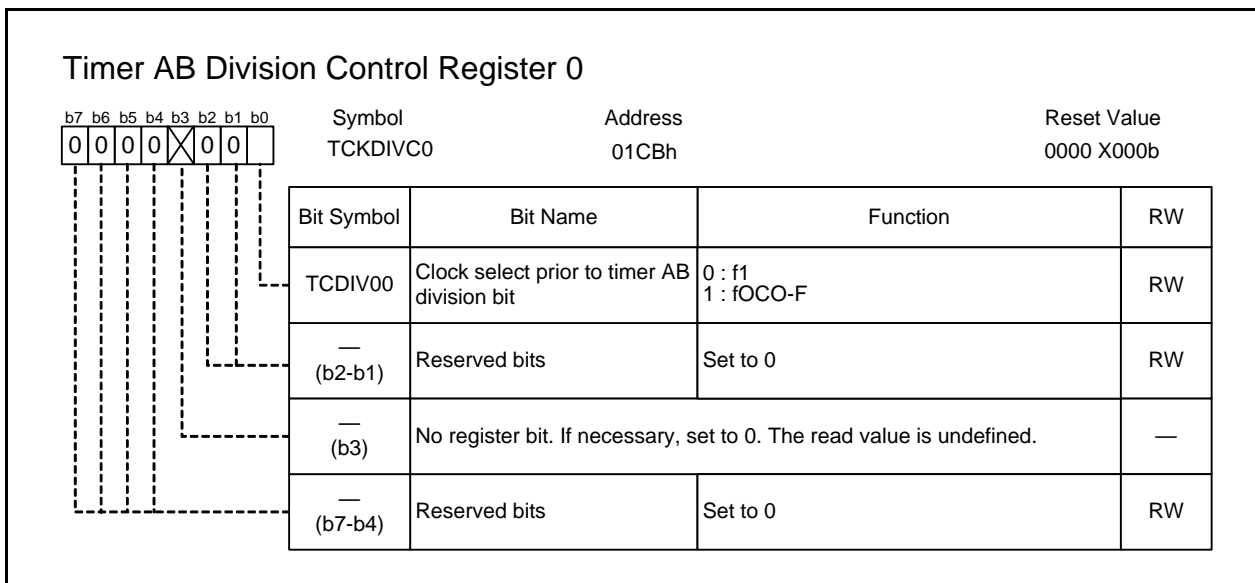 Timer AB Division Control Register 0
b7 b6 b5 b4 b3 b2 b1 b0
0 0 0 0 0 0
Symbol Address Reset Value
TCKDIVC0 01CBh 0000 X000b
Bit Symbol Bit Name Function RW
TCDIV00 Clock select prior to timer AB division bit 0 : f1 RW
1 : fOCO-F
—
(b2-b1) Reserved bits Set to 0 RW
—
(b3) No register bit. If necessary, set to 0. The read value is undefined. —
—
(b7-b4) Reserved bits Set to 0 RW